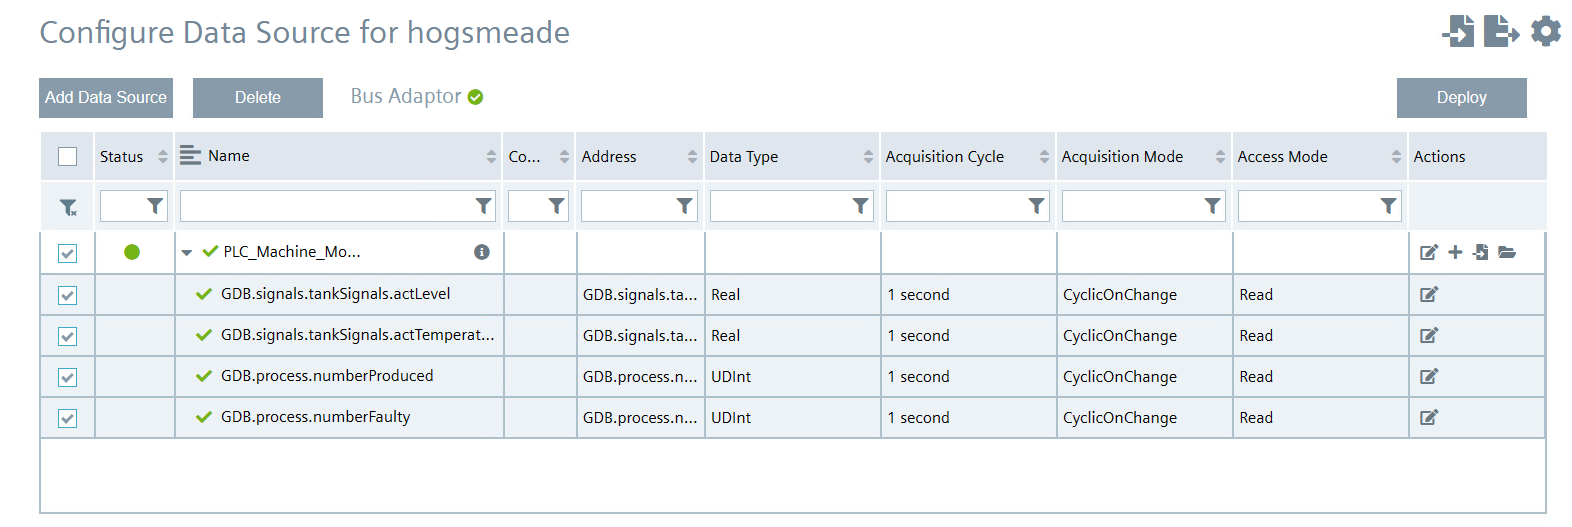 Configure Data Source for hogsmeade
Add Data Source Delete Bus Adaptor Deploy
Status Name Co... Address Data Type Acquisition Cycle Acquisition Mode Access Mode Actions
PLC_Machine_Mo...
GDB.signals.tankSignals.actLevel GDB.signals.ta... Real 1 second CyclicOnChange Read
GDB.signals.tankSignals.actTemperat... GDB.signals.ta... Real 1 second CyclicOnChange Read
GDB.process.numberProduced GDB.process.n... UDInt 1 second CyclicOnChange Read
GDB.process.numberFaulty GDB.process.n... UDInt 1 second CyclicOnChange Read